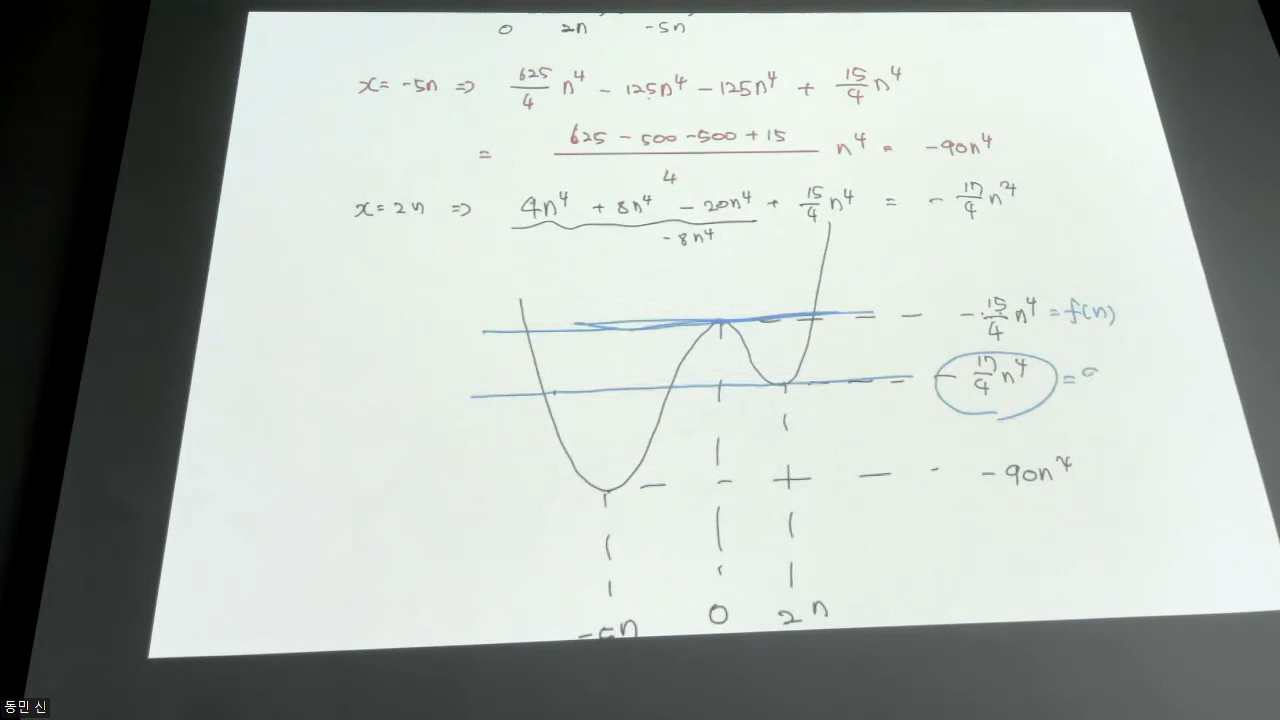 0 2n -5n
x = -5n ⇒ 625/4 n⁴ - 125n⁴ - 125n⁴ + 15/4 n⁴
= (625 - 500 - 500 + 15)/4 n⁴ = -90n⁴
x = 2n ⇒ 4n⁴ + 8n⁴ - 20n⁴ + 15/4 n⁴ = - 17/4 n⁴
-8n⁴
- 15/4 n⁴ = f(n)
- 17/4 n⁴ =
-90n⁴
-5n 0 2n
동민 신